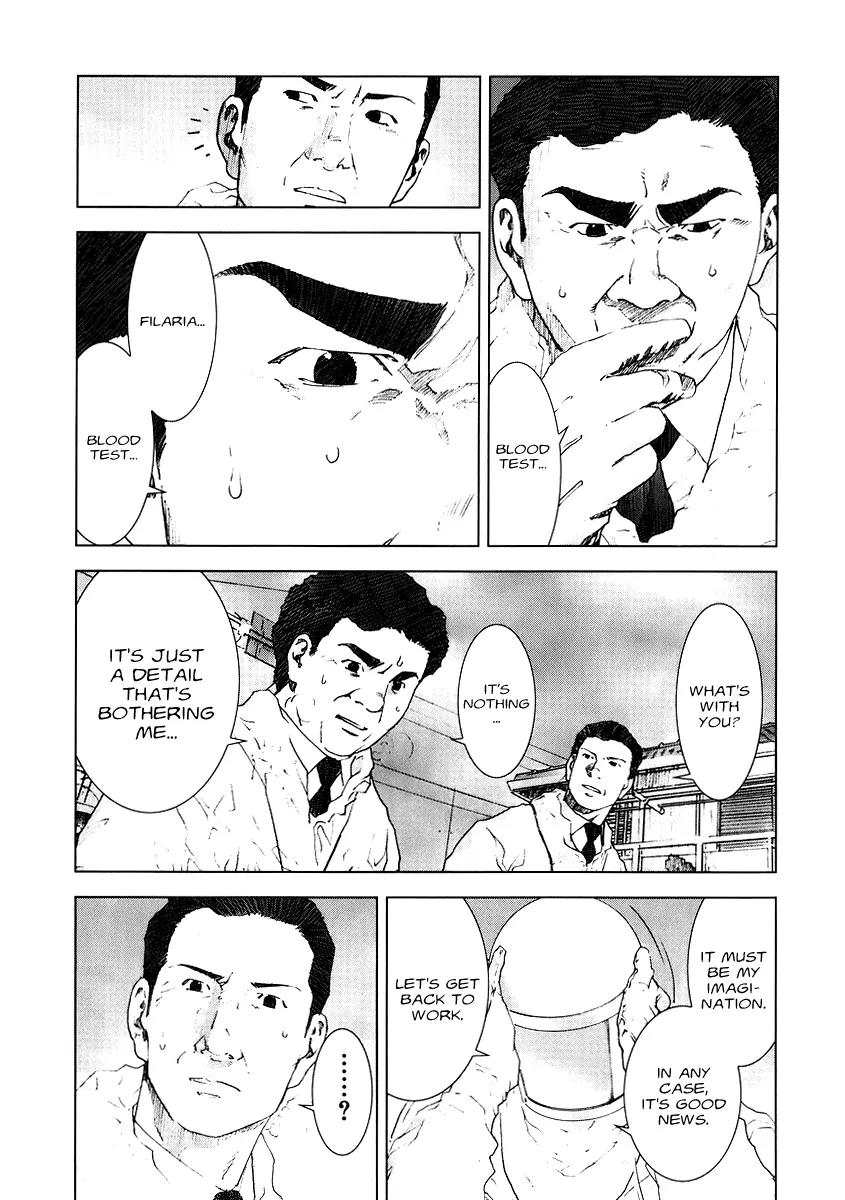 BLOOD
TEST...
FILARIA...
BLOOD
TEST...
WHAT'S
WITH
YOU?
IT'S
NOTHING
...
IT'S JUST
A DETAIL
THAT'S
BOTHERING
ME...
IT MUST
BE MY
IMAGI-
NATION.
IN ANY
CASE,
IT'S GOOD
NEWS.
LET'S GET
BACK TO
WORK.
......
?